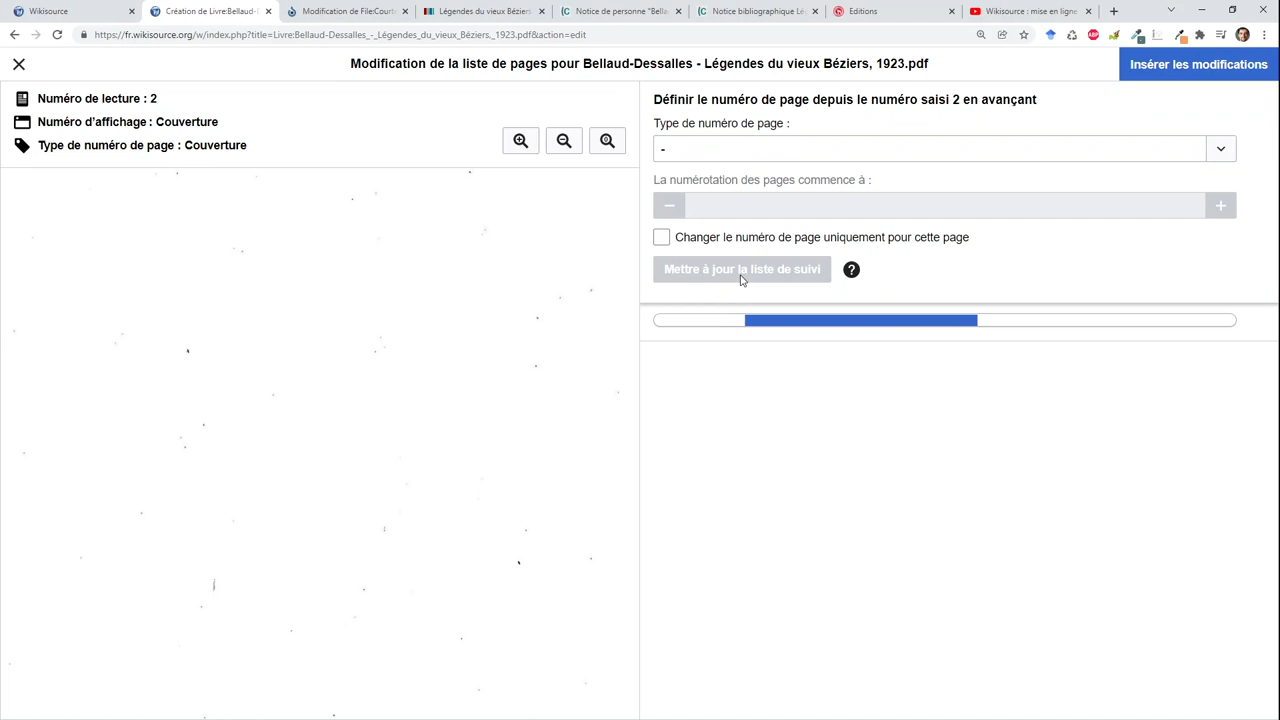 Wikisource
Création de Livre:Bellaud-D
Modification de File:Court
Légendes du vieux Béziers,
Notice de personne "Bella
Notice bibliographique Lé
Editions
Wikisource : mise en ligne
https://fr.wikisource.org/w/index.php?title=Livre:Bellaud-Dessalles_-_Légendes_du_vieux_Béziers,_1923.pdf&action=edit
Modification de la liste de pages pour Bellaud-Dessalles - Légendes du vieux Béziers, 1923.pdf
Insérer les modifications
Numéro de lecture : 2
Numéro d'affichage : Couverture
Type de numéro de page : Couverture
Définir le numéro de page depuis le numéro saisi 2 en avançant
Type de numéro de page :
-
La numérotation des pages commence à :
Changer le numéro de page uniquement pour cette page
Mettre à jour la liste de suivi